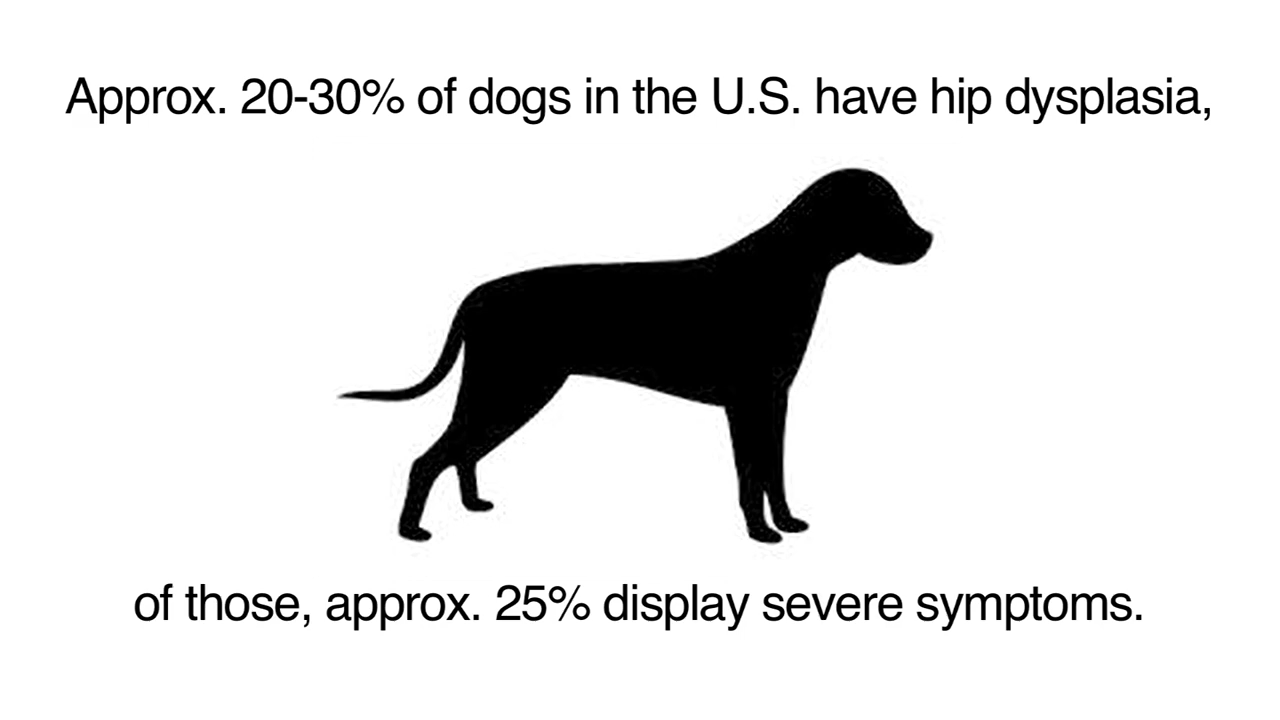 Approx. 20-30% of dogs in the U.S. have hip dysplasia,
of those, approx. 25% display severe symptoms.